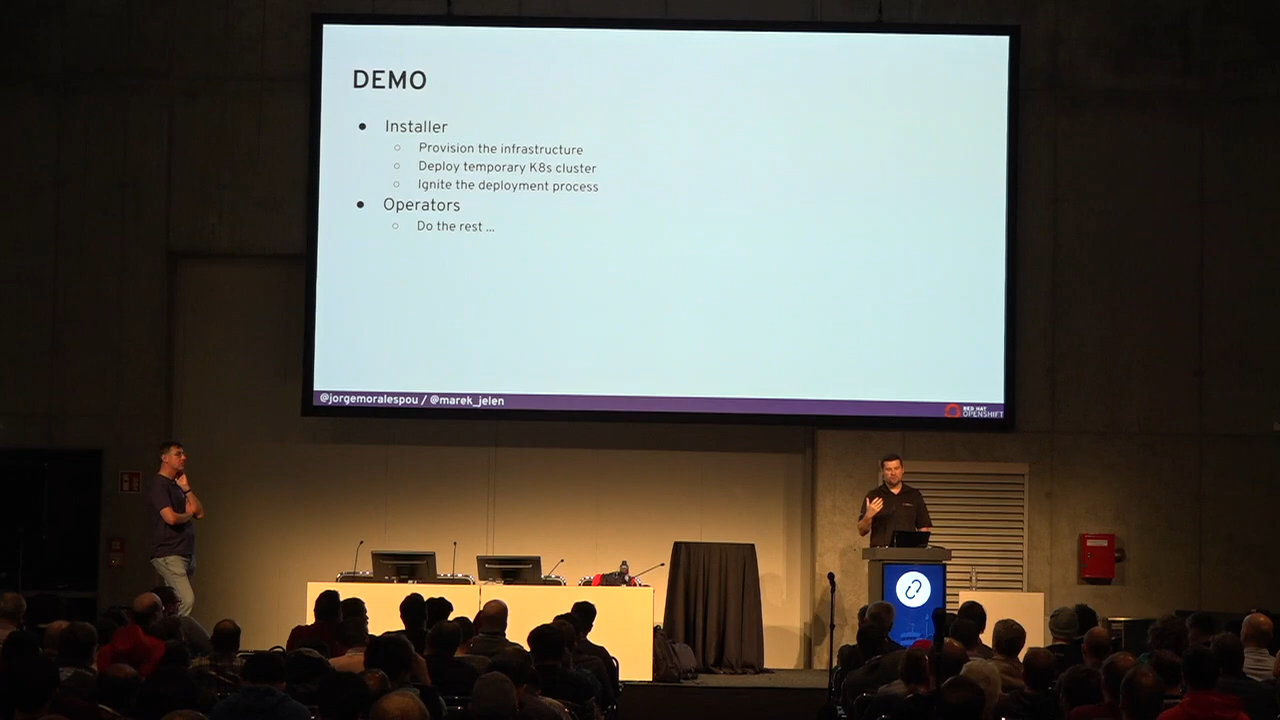 DEMO
● Installer
○ Provision the infrastructure
○ Deploy temporary K8s cluster
○ Ignite the deployment process
● Operators
○ Do the rest ...
@jorgemoralespou / @marek_jelen
RED HAT
OPENSHIFT